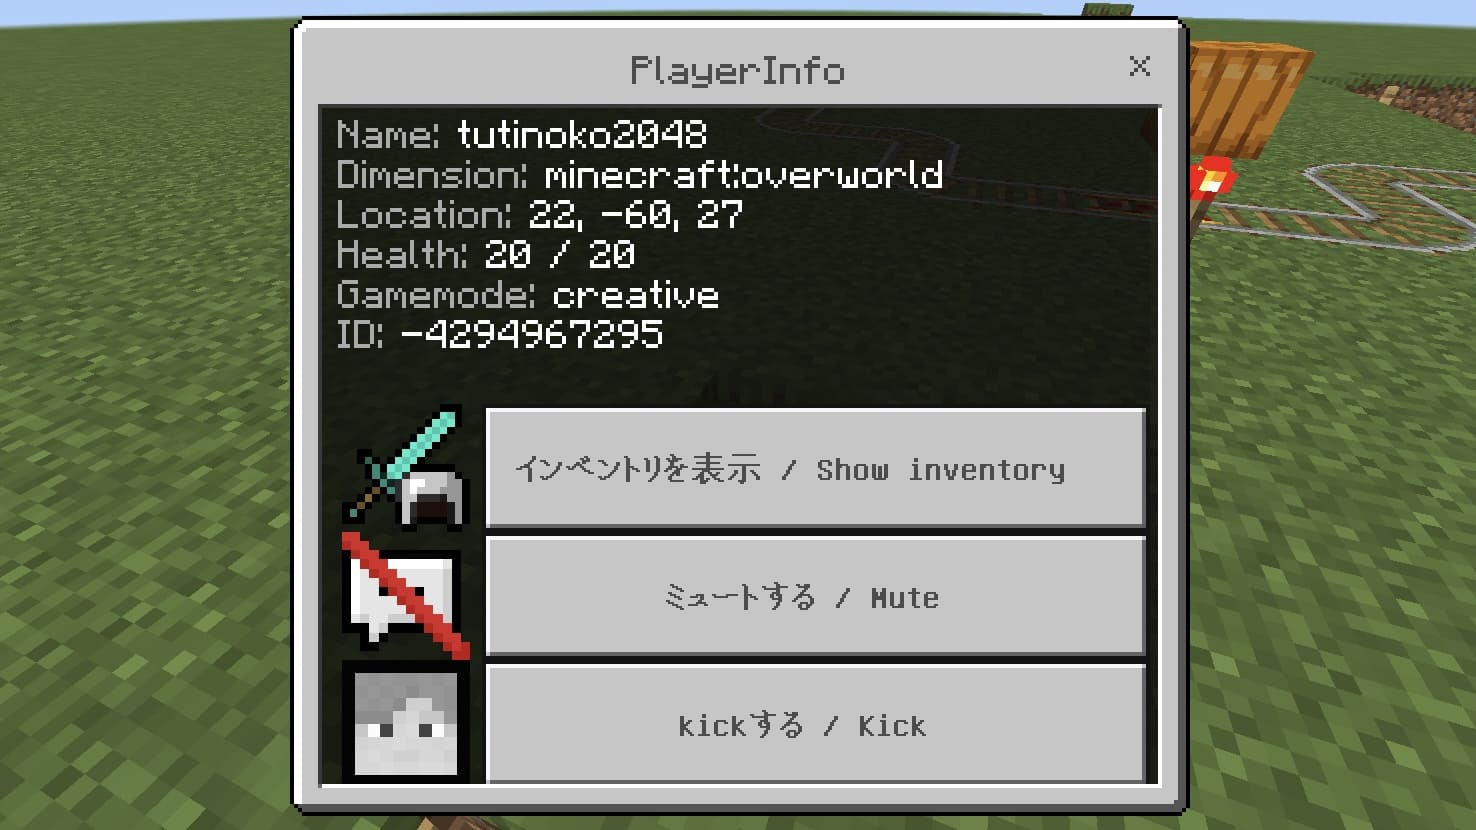 PlayerInfo
Name: tutinoko2048
Dimension: minecraft:overworld
Location: 22, -60, 27
Health: 20 / 20
Gamemode: creative
ID: -4294967295
インベントリを表示 / Show inventory
ミュートする / Mute
kickする / Kick